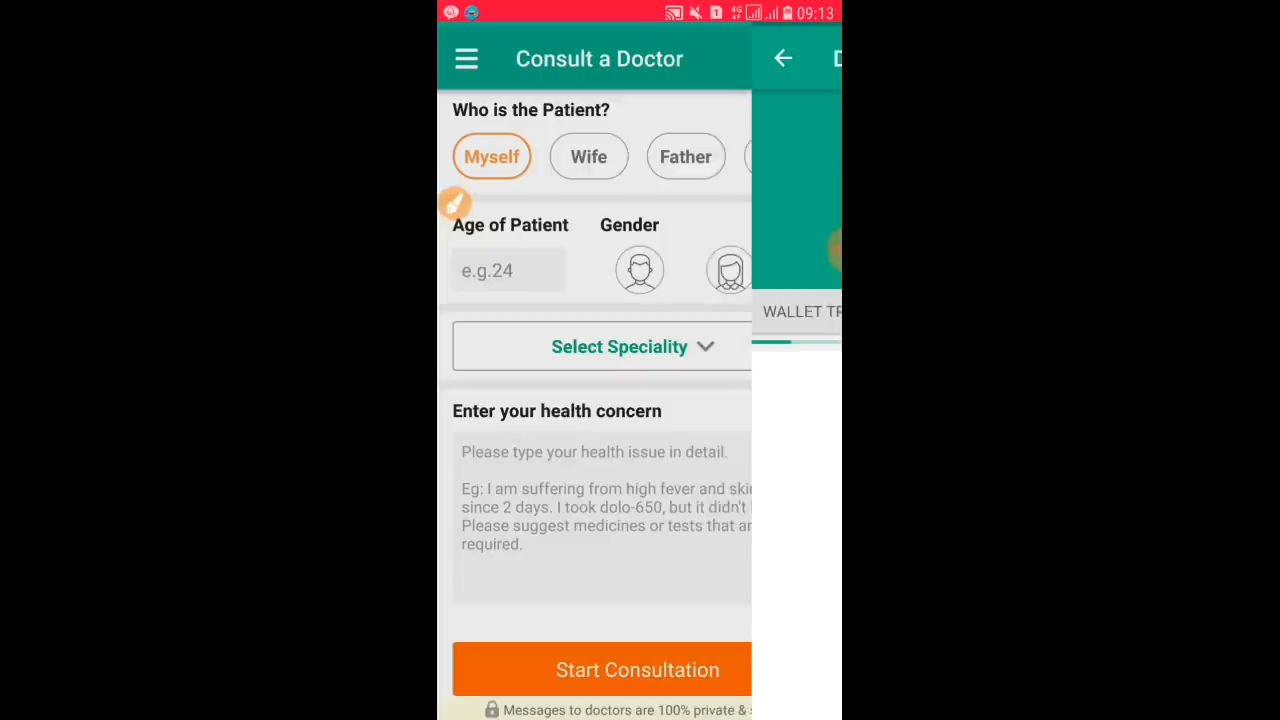 1 4G 09:13
Consult a Doctor
Who is the Patient?
Myself Wife Father
Age of Patient Gender
e.g.24
WALLET TR
Select Speciality
Enter your health concern
Please type your health issue in detail.
Eg: I am suffering from high fever and skin
since 2 days. I took dolo-650, but it didn't
Please suggest medicines or tests that ar
required.
Start Consultation
Messages to doctors are 100% private &